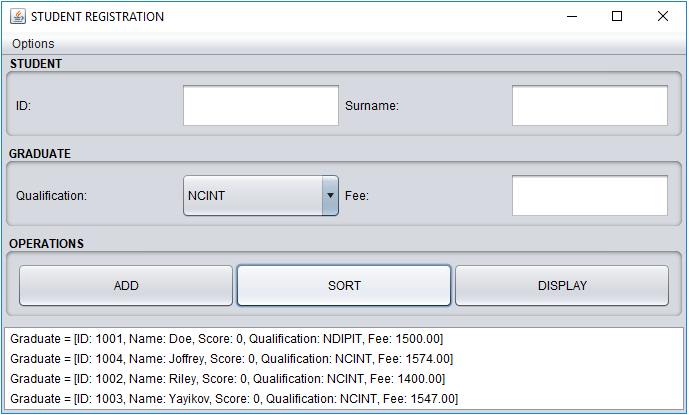 STUDENT REGISTRATION
Options
STUDENT
ID: Surname:
GRADUATE
Qualification: NCINT Fee:
OPERATIONS
ADD SORT DISPLAY
Graduate = [ID: 1001, Name: Doe, Score: 0, Qualification: NDIPIT, Fee: 1500.00]
Graduate = [ID: 1004, Name: Joffrey, Score: 0, Qualification: NCINT, Fee: 1574.00]
Graduate = [ID: 1002, Name: Riley, Score: 0, Qualification: NCINT, Fee: 1400.00]
Graduate = [ID: 1003, Name: Yayikov, Score: 0, Qualification: NCINT, Fee: 1547.00]